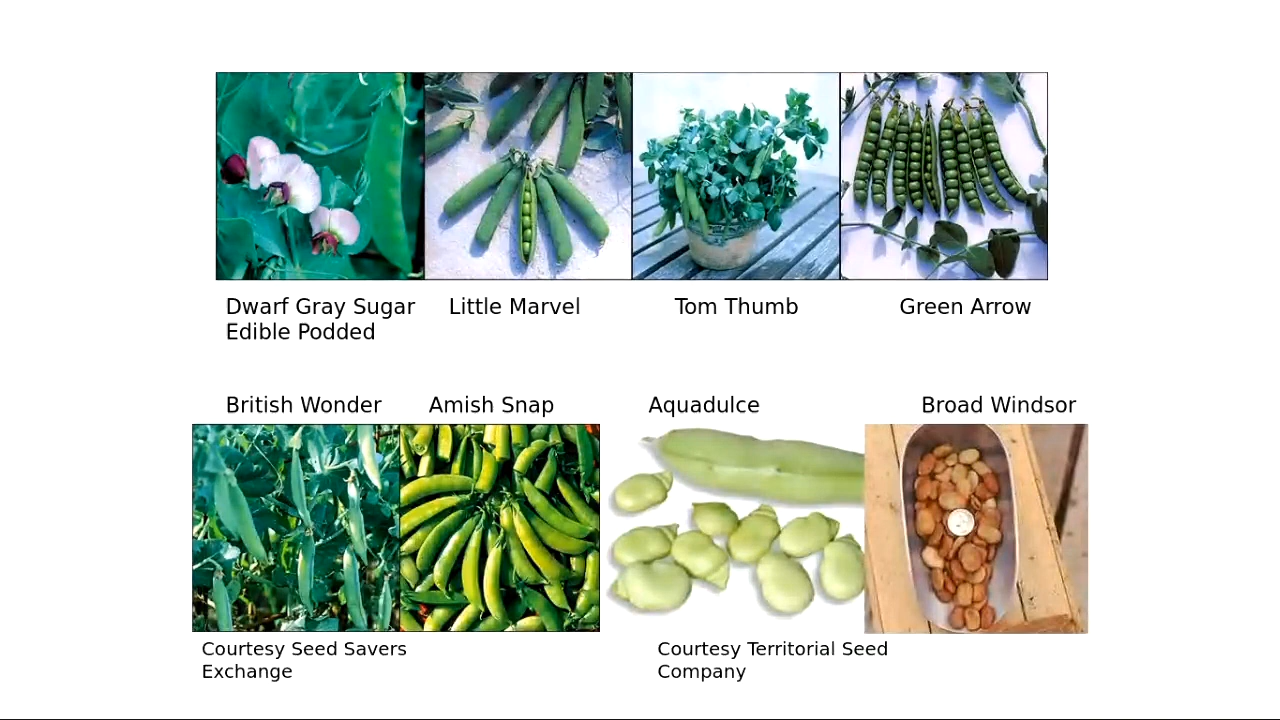 Dwarf Gray Sugar
Edible Podded
Little Marvel
Tom Thumb
Green Arrow
British Wonder
Amish Snap
Aquadulce
Broad Windsor
Courtesy Seed Savers
Exchange
Courtesy Territorial Seed
Company